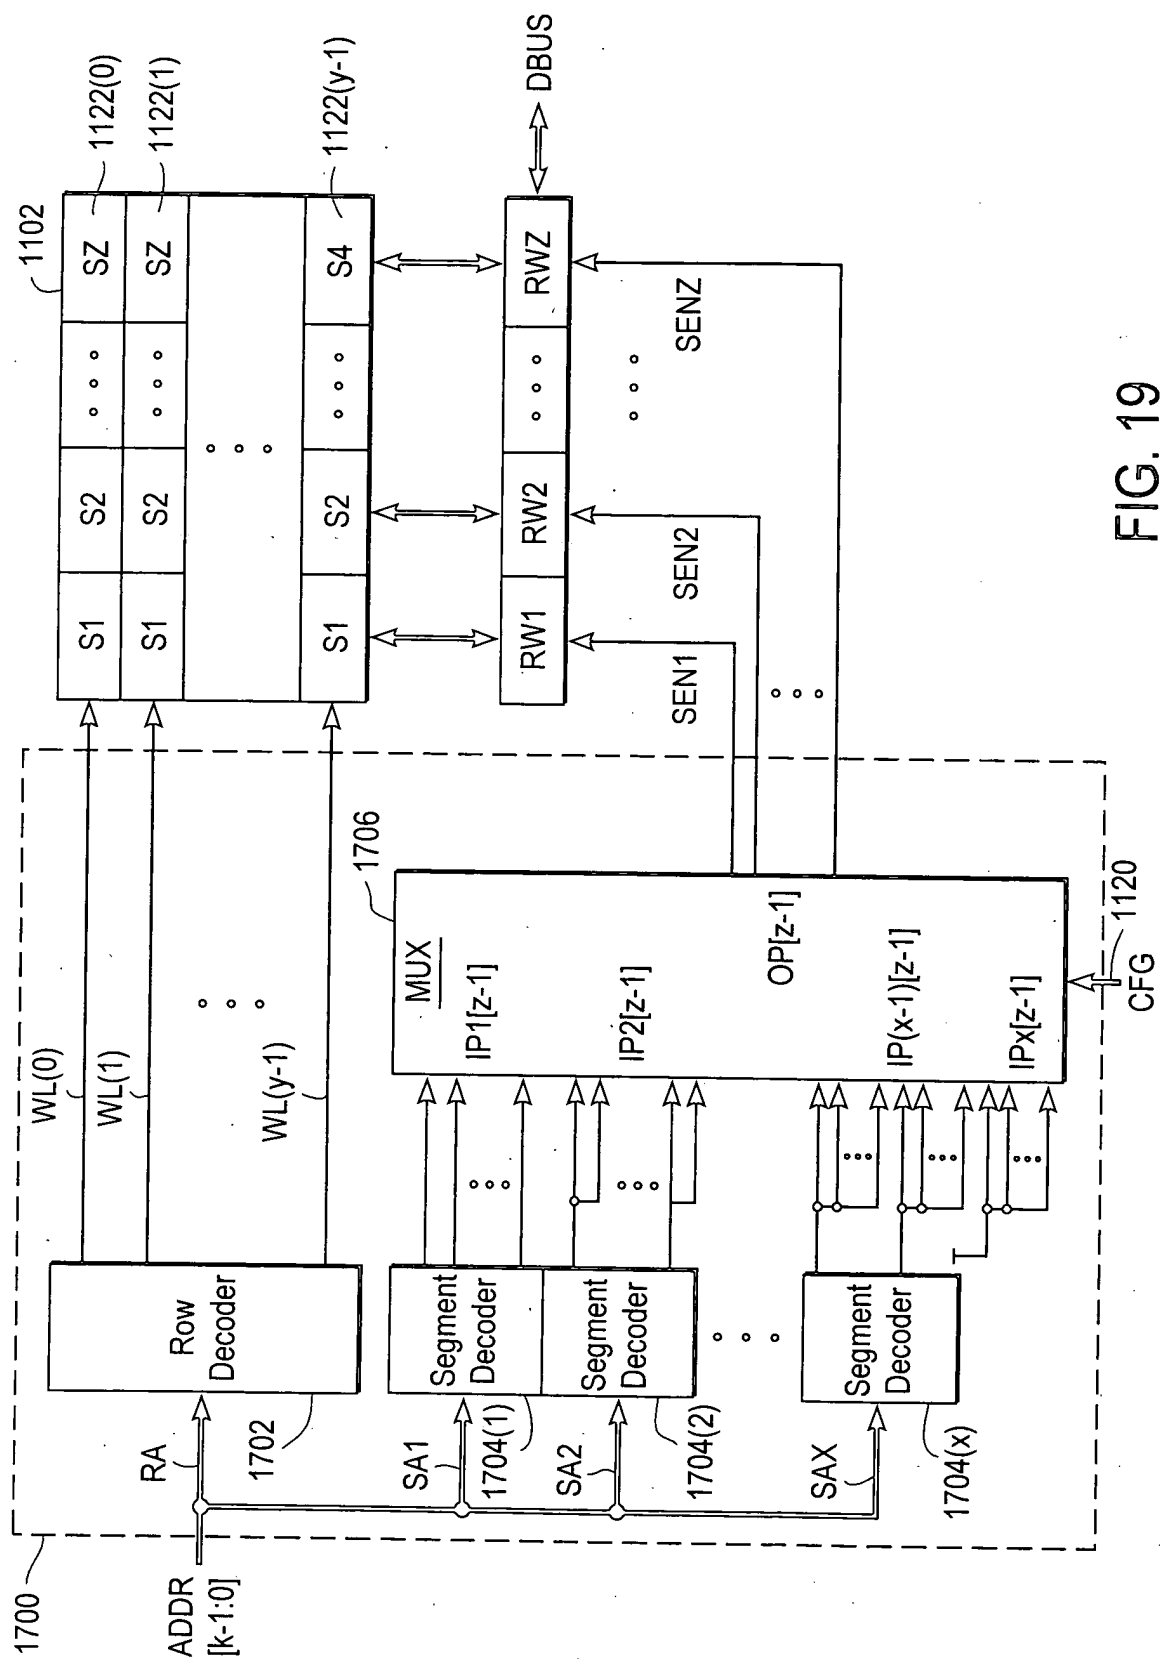 1700
ADDR
[k-1:0]
RA
1702
Row
Decoder
WL(0)
WL(1)
WL(y-1)
1102
S1
S2
SZ
1122(0)
S1
S2
SZ
1122(1)
S1
S2
S4
1122(y-1)
RW1
RW2
RWZ
DBUS
SEN1
SEN2
SENZ
SA1
1704(1)
Segment
Decoder
SA2
1704(2)
Segment
Decoder
SAX
1704(x)
Segment
Decoder
1706
MUX
IP1[z-1]
IP2[z-1]
OP[z-1]
IP(x-1)[z-1]
IPx[z-1]
1120
CFG
FIG. 19